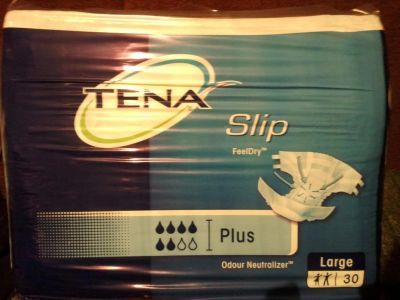 TENA
Slip
FeelDry™
Plus
Odour Neutralizer™
Large
30